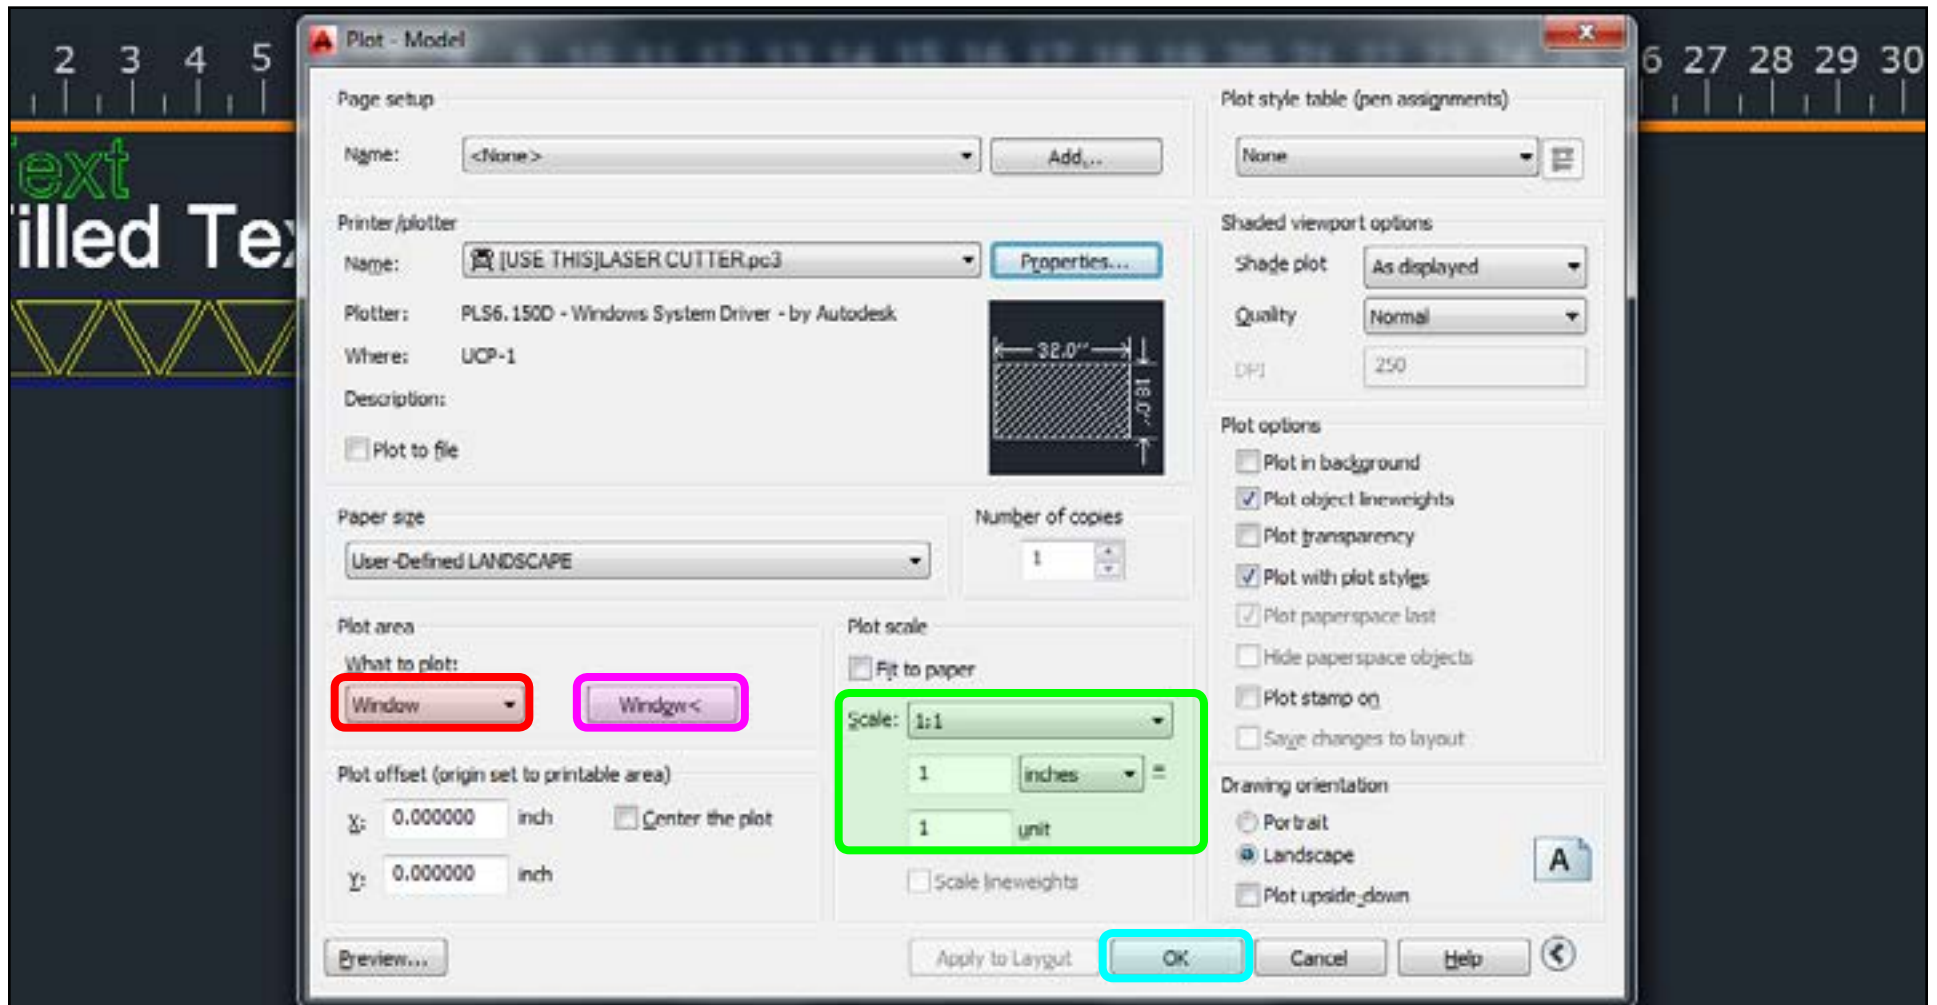 2 3 4 5
6 27 28 29 30
ext
illed Te
Plot - Model
Page setup
Name: <None> Add...
Printer/plotter
Name: [USE THIS]LASER CUTTER.pc3 Properties...
Plotter: PLS6.150D - Windows System Driver - by Autodesk
Where: UCP-1
Description:
Plot to file
32.0''
18.0''
Paper size
User-Defined LANDSCAPE
Number of copies
1
Plot area
What to plot:
Window Window<
Plot offset (origin set to printable area)
X: 0.000000 inch Center the plot
Y: 0.000000 inch
Plot scale
Fit to paper
Scale: 1:1
1 inches =
1 unit
Scale lineweights
Plot style table (pen assignments)
None
Shaded viewport options
Shade plot As displayed
Quality Normal
DPI 250
Plot options
Plot in background
Plot object lineweights
Plot transparency
Plot with plot styles
Plot paperspace last
Hide paperspace objects
Plot stamp on
Save changes to layout
Drawing orientation
Portrait
Landscape
Plot upside-down
A
Preview... Apply to Layout OK Cancel Help